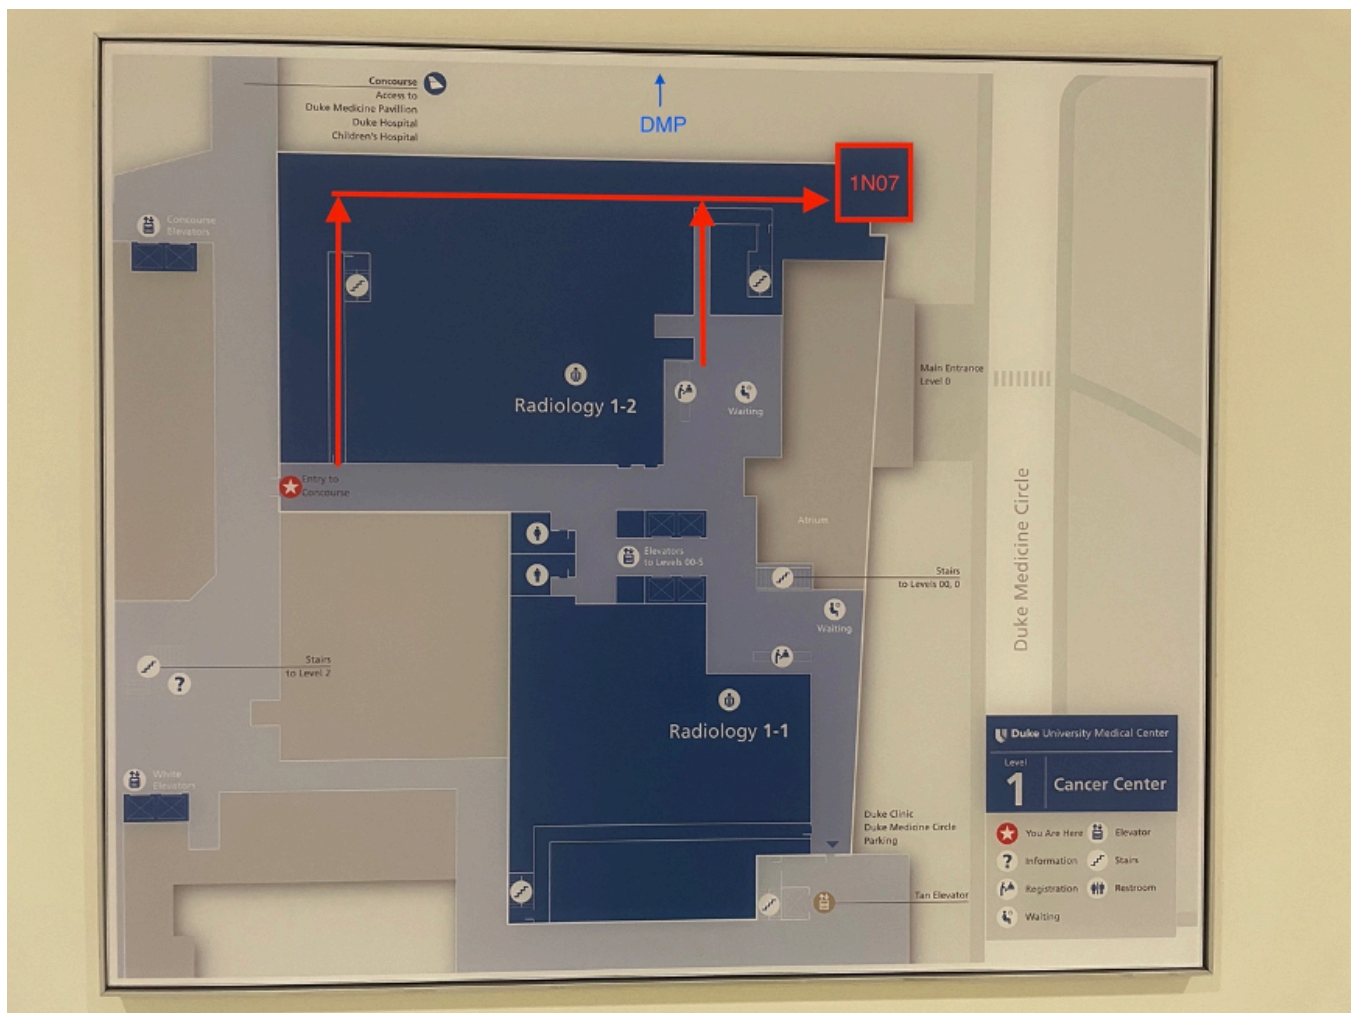 Concourse
Access to
Duke Medicine Pavillion
Duke Hospital
Children's Hospital
DMP
1N07
Concourse
Elevators
Main Entrance
Level 0
Radiology 1-2
Waiting
Entry to
Concourse
Duke Medicine Circle
Atrium
Elevators
to Levels 00-5
Stairs
to Levels 00, 0
Waiting
Stairs
to Level 2
?
Radiology 1-1
White
Elevators
Duke Clinic
Duke Medicine Circle
Parking
Tan Elevator
Duke University Medical Center
Level
1
Cancer Center
You Are Here
Elevator
? Information
Stairs
Registration
Restroom
Waiting